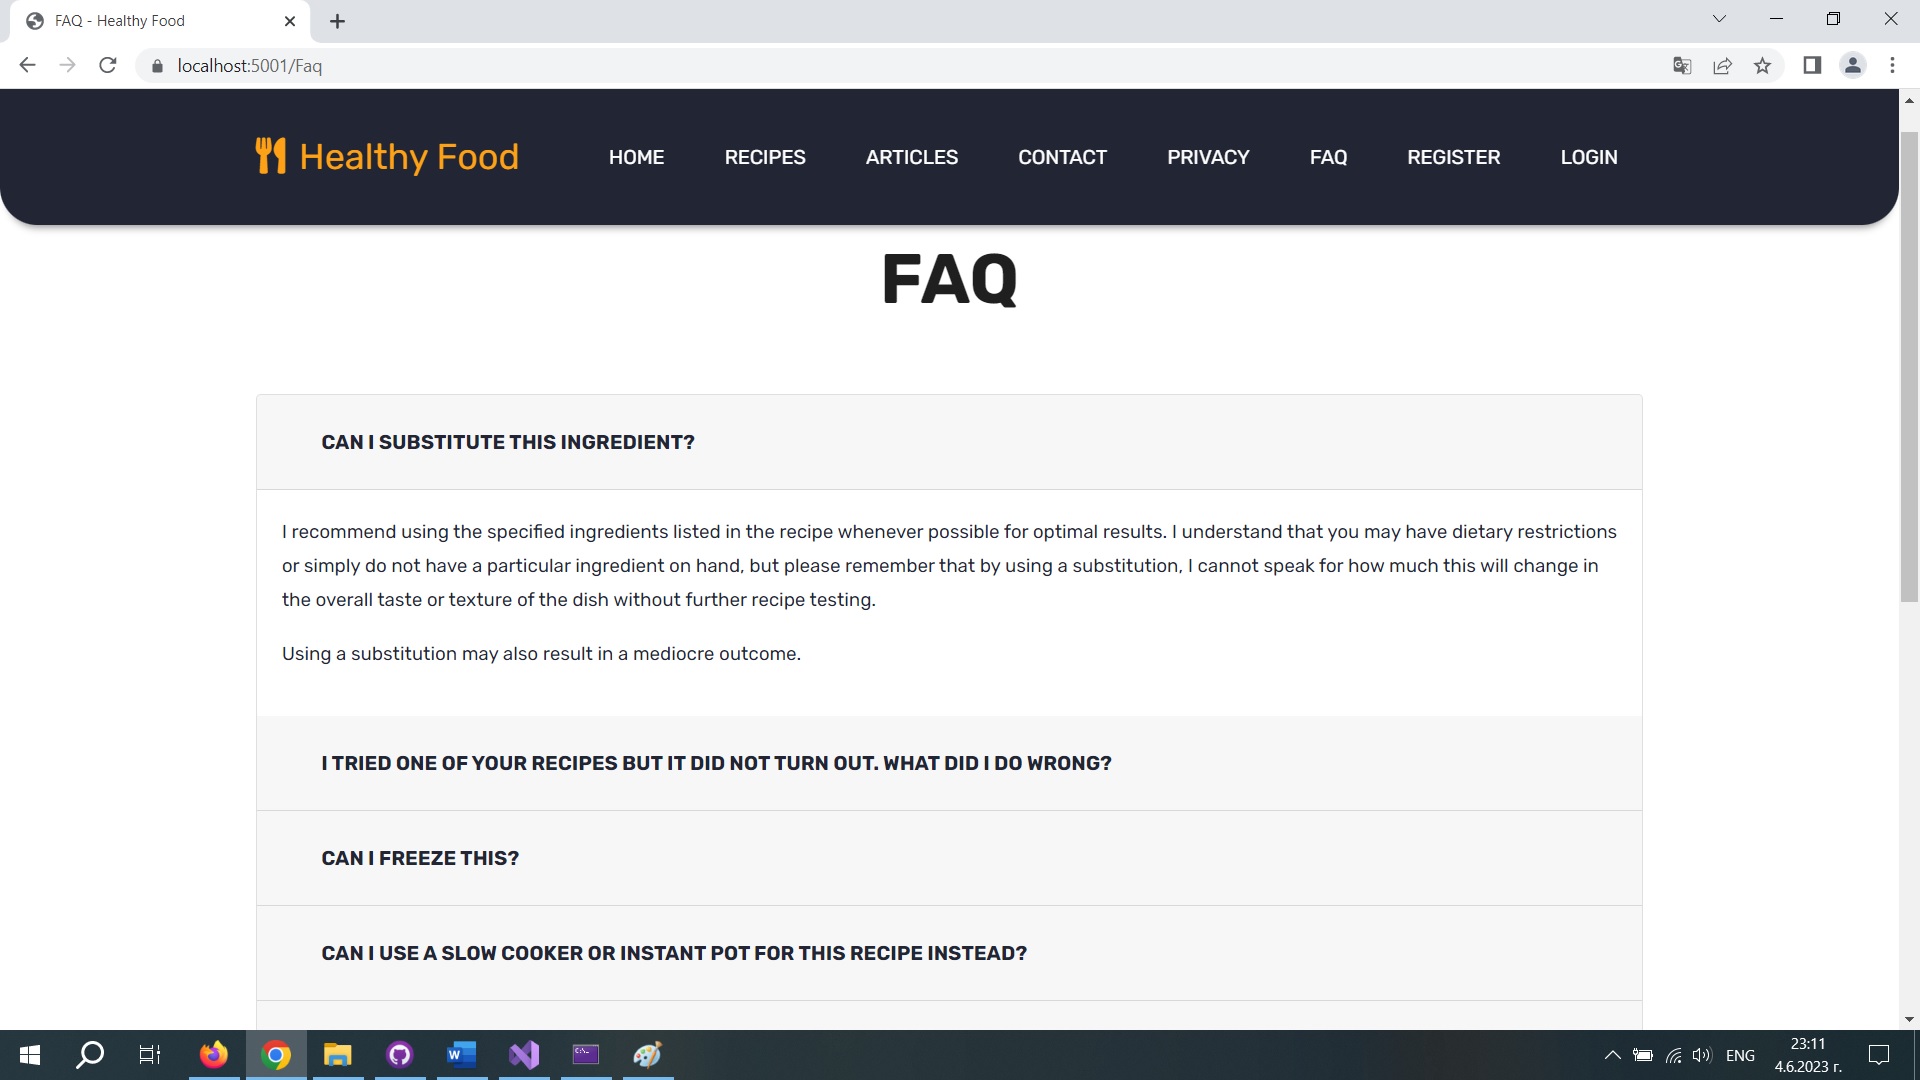 FAQ - Healthy Food
localhost:5001/Faq
Healthy Food HOME RECIPES ARTICLES CONTACT PRIVACY FAQ REGISTER LOGIN
FAQ
CAN I SUBSTITUTE THIS INGREDIENT?
I recommend using the specified ingredients listed in the recipe whenever possible for optimal results. I understand that you may have dietary restrictions
or simply do not have a particular ingredient on hand, but please remember that by using a substitution, I cannot speak for how much this will change in
the overall taste or texture of the dish without further recipe testing.
Using a substitution may also result in a mediocre outcome.
I TRIED ONE OF YOUR RECIPES BUT IT DID NOT TURN OUT. WHAT DID I DO WRONG?
CAN I FREEZE THIS?
CAN I USE A SLOW COOKER OR INSTANT POT FOR THIS RECIPE INSTEAD?
ЕНГ
23:11
4.6.2023 г.